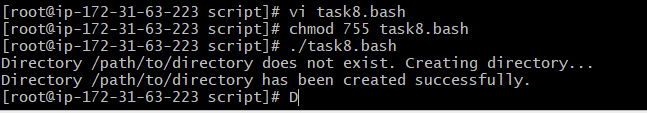 [root@ip-172-31-63-223 script]# vi task8.bash
[root@ip-172-31-63-223 script]# chmod 755 task8.bash
[root@ip-172-31-63-223 script]# ./task8.bash
Directory /path/to/directory does not exist. Creating directory...
Directory /path/to/directory has been created successfully.
[root@ip-172-31-63-223 script]# D